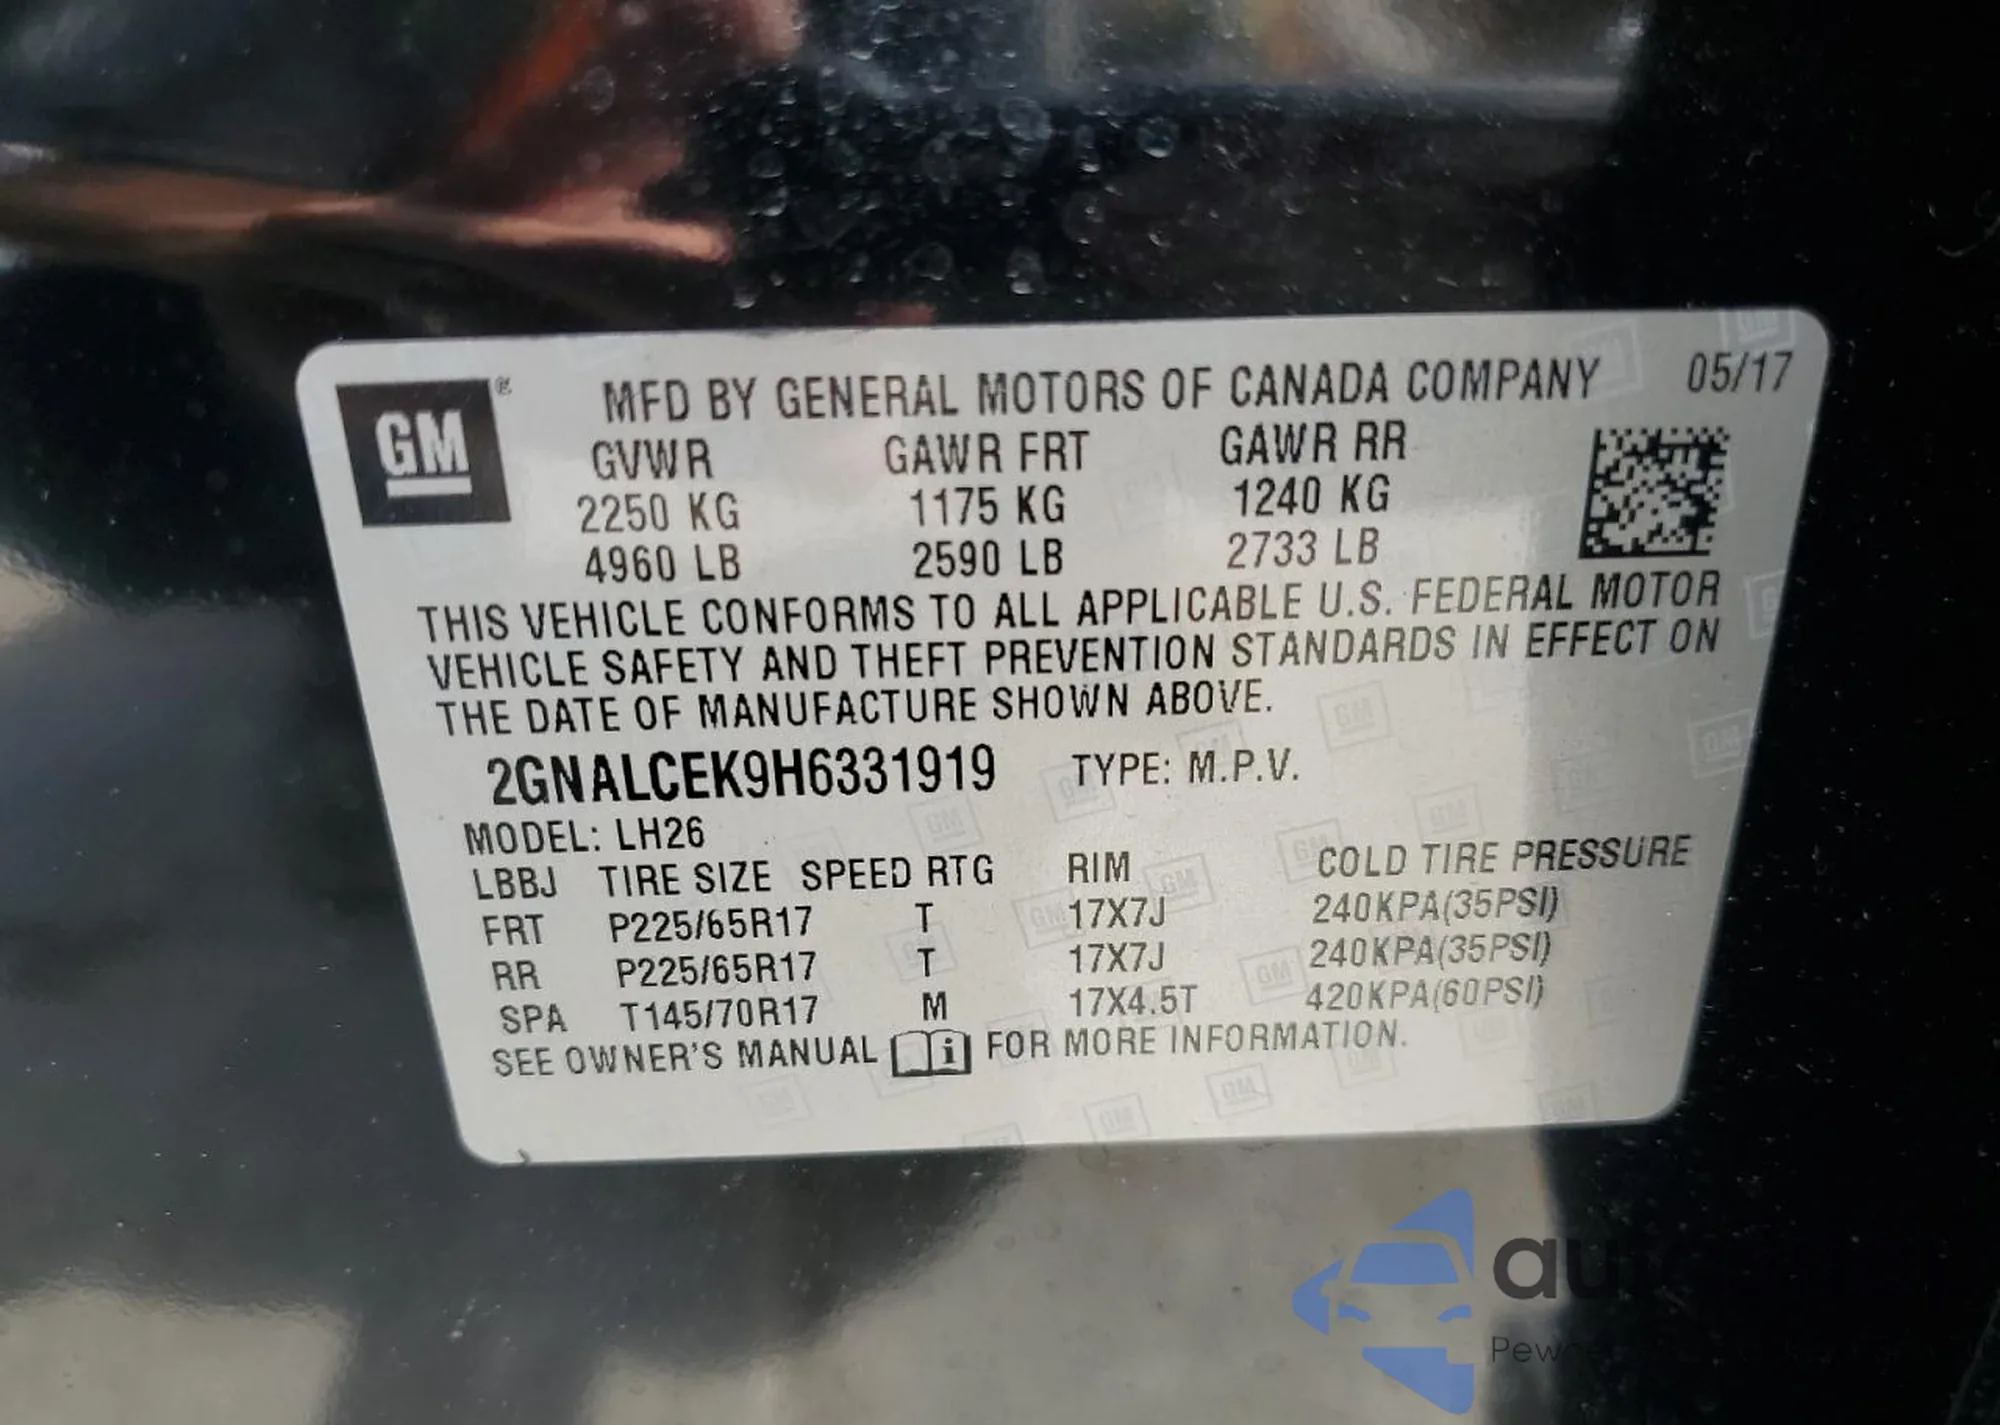 GM ® MFD BY GENERAL MOTORS OF CANADA COMPANY 05/17
GVWR GAWR FRT GAWR RR
2250 KG 1175 KG 1240 KG
4960 LB 2590 LB 2733 LB
THIS VEHICLE CONFORMS TO ALL APPLICABLE U.S. FEDERAL MOTOR
VEHICLE SAFETY AND THEFT PREVENTION STANDARDS IN EFFECT ON
THE DATE OF MANUFACTURE SHOWN ABOVE.
2GNALCEK9H6331919 TYPE: M.P.V.
MODEL: LH26
LBBJ TIRE SIZE SPEED RTG RIM COLD TIRE PRESSURE
FRT P225/65R17 T 17X7J 240KPA(35PSI)
RR P225/65R17 T 17X7J 240KPA(35PSI)
SPA T145/70R17 M 17X4.5T 420KPA(60PSI)
SEE OWNER'S MANUAL i FOR MORE INFORMATION.